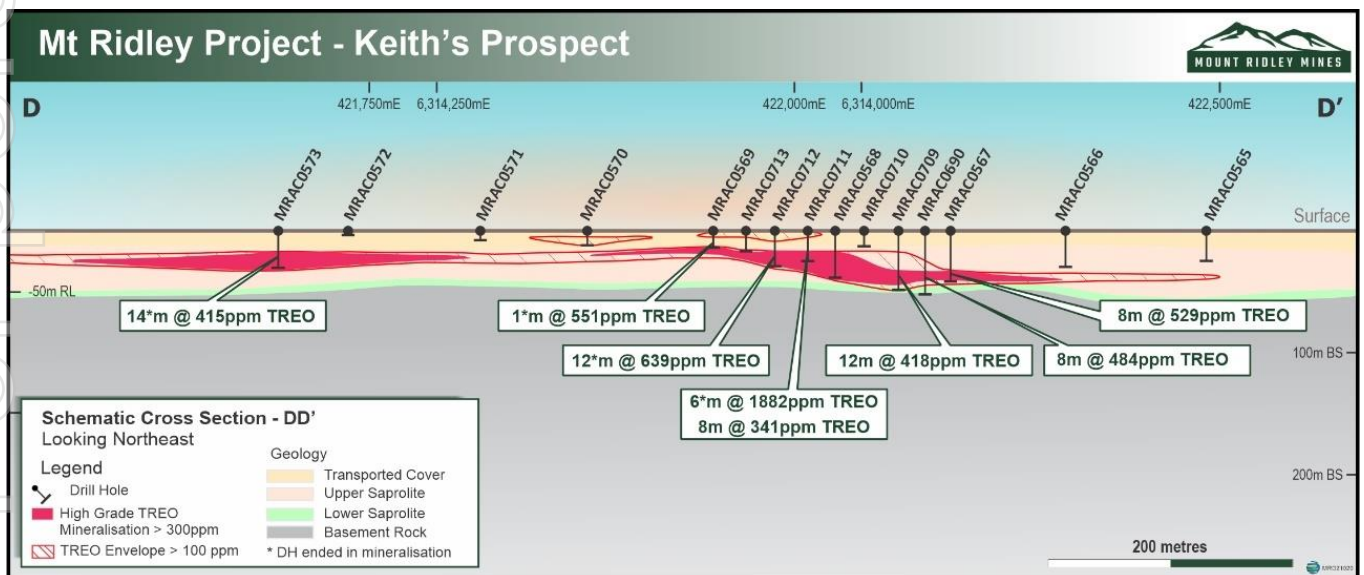 Mt Ridley Project - Keith's Prospect
MOUNT RIDLEY MINES
D
421,750mE
6,314,250mE
422,000mE
6,314,000mE
422,500mE
D'
MRAC0573
MRAC0572
MRAC0571
MRAC0570
MRAC0569
MRAC0713
MRAC0712
MRAC0711
MRAC0568
MRAC0710
MRAC0709
MRAC0690
MRAC0567
MRAC0566
MRAC0565
Surface
-50m RL
14*m @ 415ppm TREO
1*m @ 551ppm TREO
8m @ 529ppm TREO
12*m @ 639ppm TREO
12m @ 418ppm TREO
8m @ 484ppm TREO
100m BS
6*m @ 1882ppm TREO
8m @ 341ppm TREO
Schematic Cross Section - DD'
Looking Northeast
Legend
Drill Hole
High Grade TREO
Mineralisation > 300ppm
TREO Envelope > 100 ppm
Geology
Transported Cover
Upper Saprolite
Lower Saprolite
Basement Rock
* DH ended in mineralisation
200m BS
200 metres